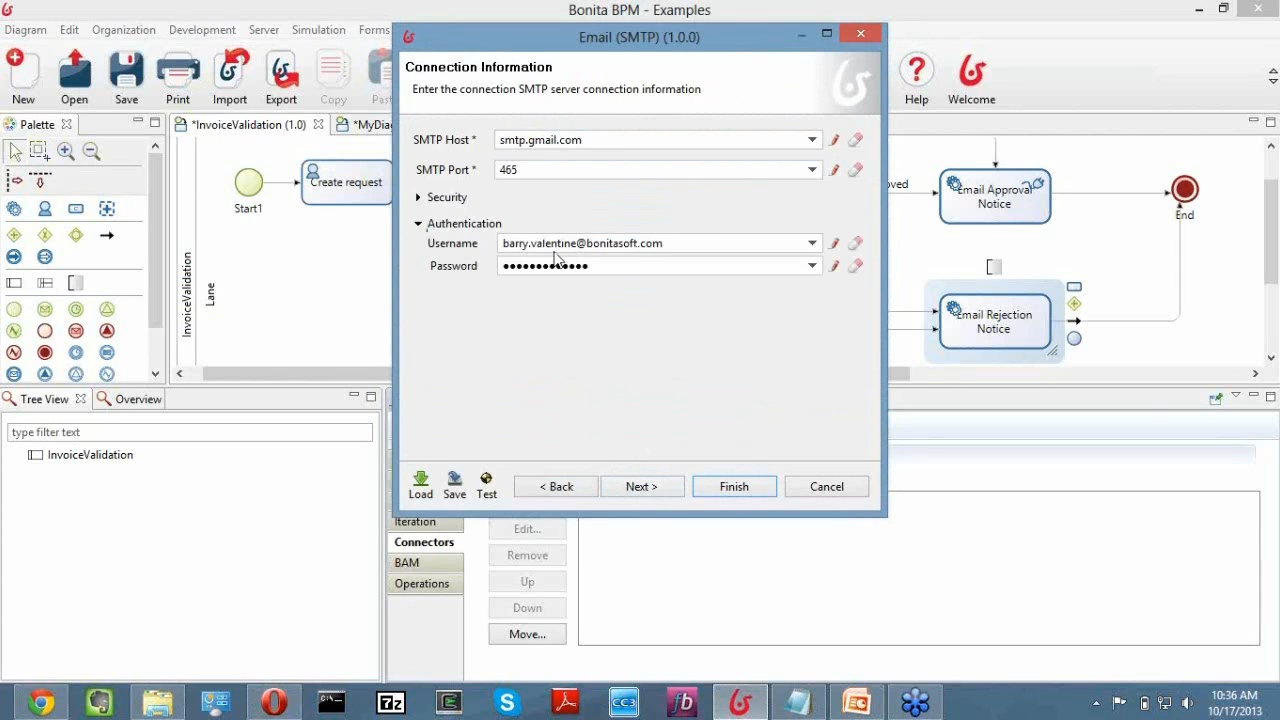 Bonita BPM - Examples
Diagram Edit Organization Development Server Simulation Forms
New Open Save Print Import Export Copy Help Welcome
Email (SMTP) (1.0.0)
Connection Information
Enter the connection SMTP server connection information
Palette
*InvoiceValidation (1.0)
SMTP Host * smtp.gmail.com
SMTP Port * 465
Security
Authentication
Username barry.valentine@bonitasoft.com
Password ●●●●●●●●●●●●●
Create request
Start1
InvoiceValidation
Lane
Email Approval
Notice
End
Email Rejection
Notice
Load Save Test < Back Next > Finish Cancel
Tree View Overview
type filter text
InvoiceValidation
Iteration
Connectors
BAM
Operations
Edit...
Remove
Up
Down
Move...
7z
CC3
fb
10:36 AM
10/17/2013